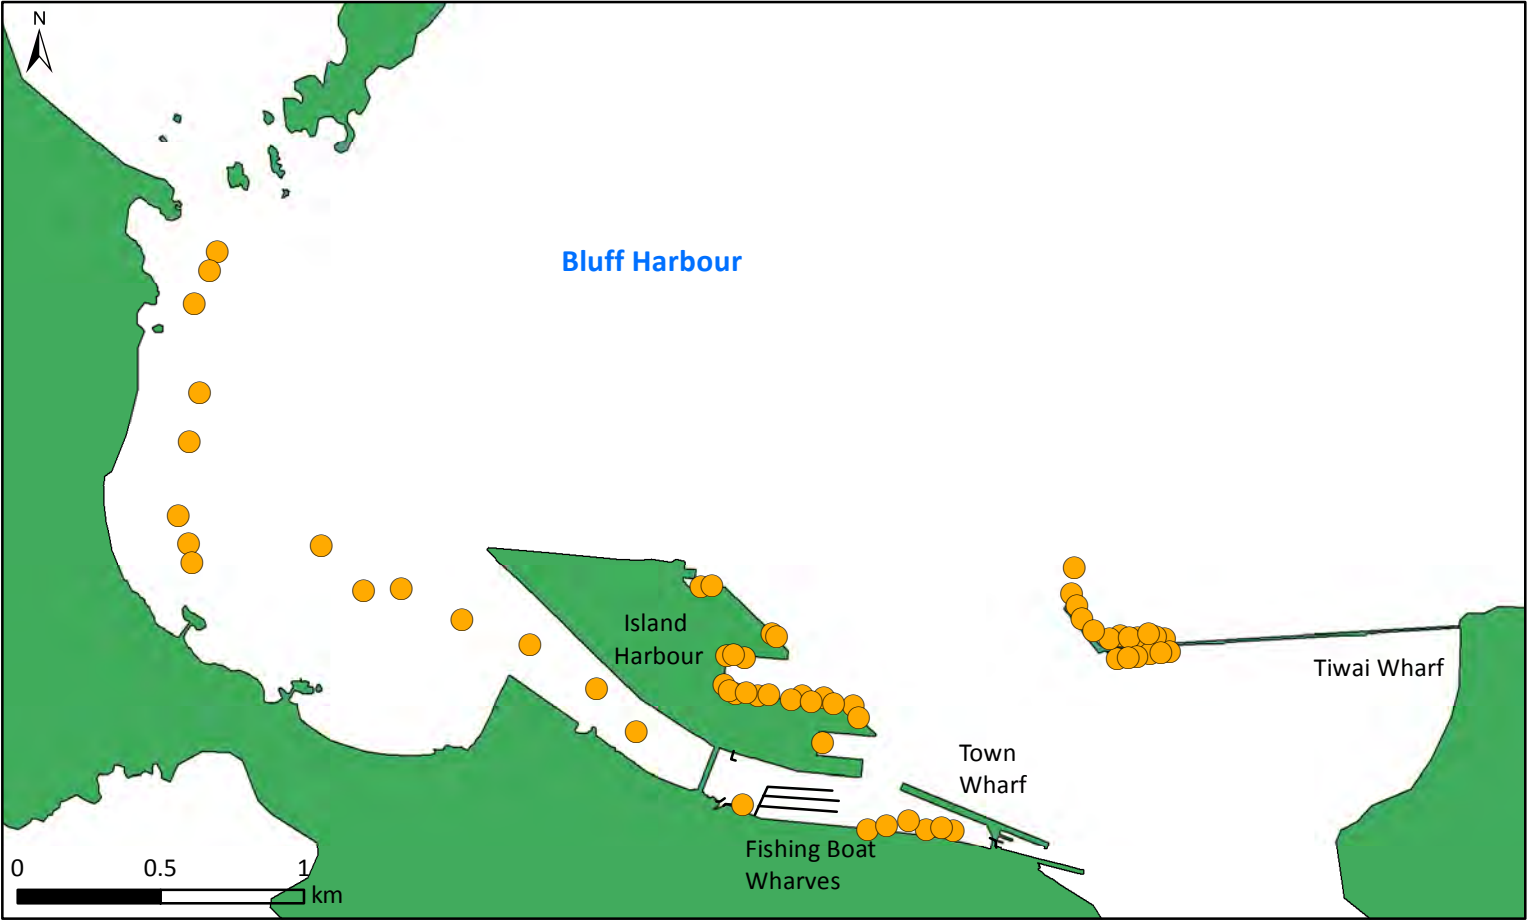 N
Bluff Harbour
Island
Harbour
Tiwai Wharf
Town
Wharf
Fishing Boat
Wharves
0 0.5 1
km